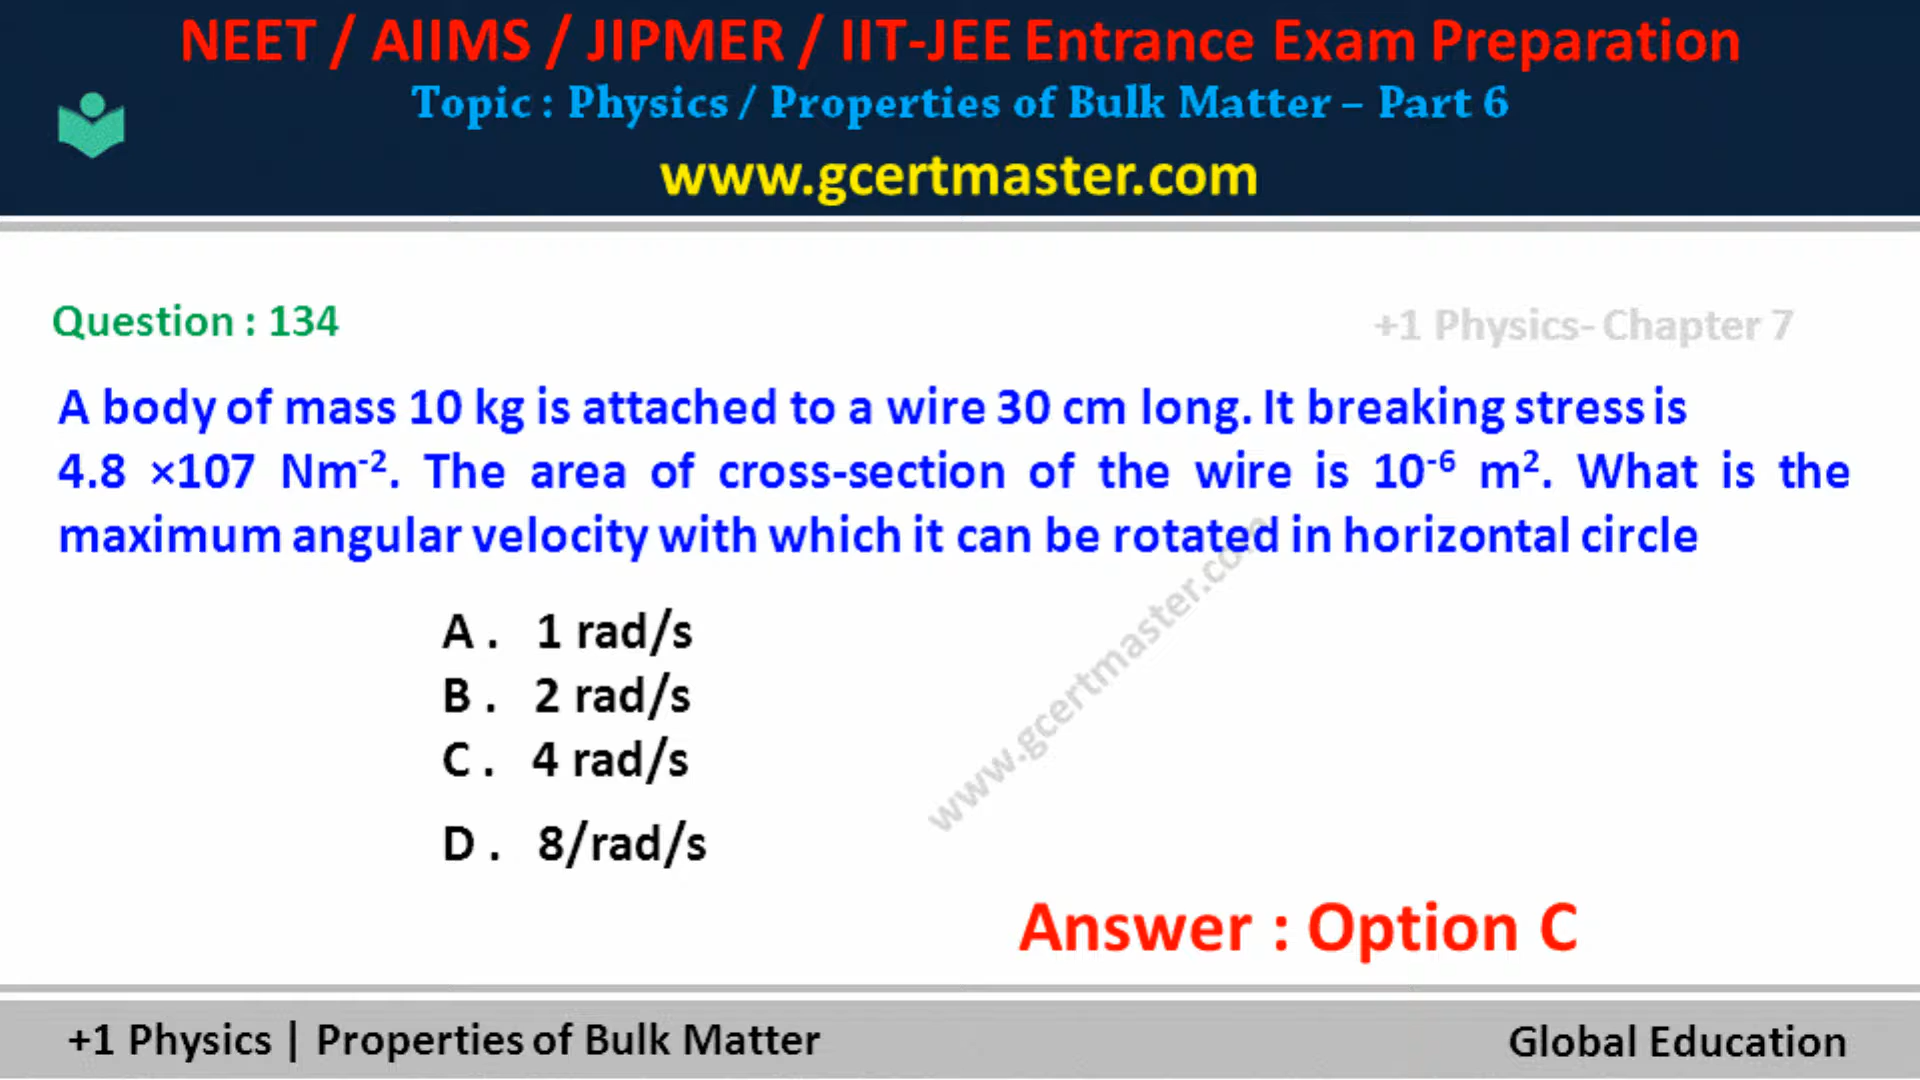 NEET / AIIMS / JIPMER / IIT-JEE Entrance Exam Preparation
Topic : Physics / Properties of Bulk Matter – Part 6
www.gcertmaster.com
Question : 134
+1 Physics- Chapter 7
A body of mass 10 kg is attached to a wire 30 cm long. It breaking stress is
4.8 ×107 Nm⁻². The area of cross-section of the wire is 10⁻⁶ m². What is the
maximum angular velocity with which it can be rotated in horizontal circle
A . 1 rad/s
B . 2 rad/s
C . 4 rad/s
D . 8/rad/s
www.gcertmaster.com
Answer : Option C
+1 Physics | Properties of Bulk Matter
Global Education